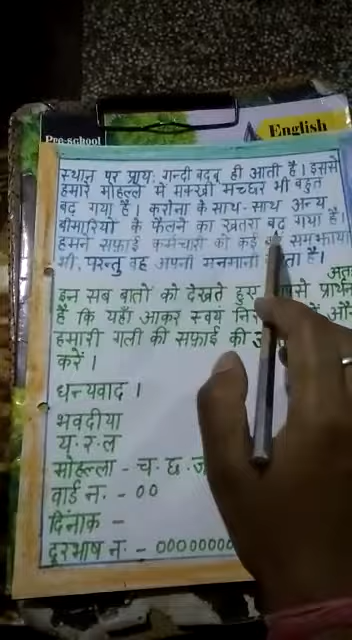 Pre-school
English
स्थान पर प्रायः गन्दी बदबू ही आती है। इससे
हमारे मोहल्ले में मक्खी मच्छर भी बहुत
बढ़ गया है। करोना के साथ-साथ अन्य
बीमारियो के फैलने का खतरा बढ़ गया है।
हमने सफ़ाई कर्मचारी को कई समझाया
भी, परन्तु वह अपनी मनमानी है।
अतः
इन सब बातों को देखते हुए
है कि यहाँ आकर स्वयं
हमारी गली की सफ़ाई की
करें।
धन्यवाद ।
भवदीया
य॰ र॰ ल
मोहल्ला - च॰ छ॰ ज
वार्ड न॰ - 00
दिनांक -
दूरभाष न॰ - 00000000